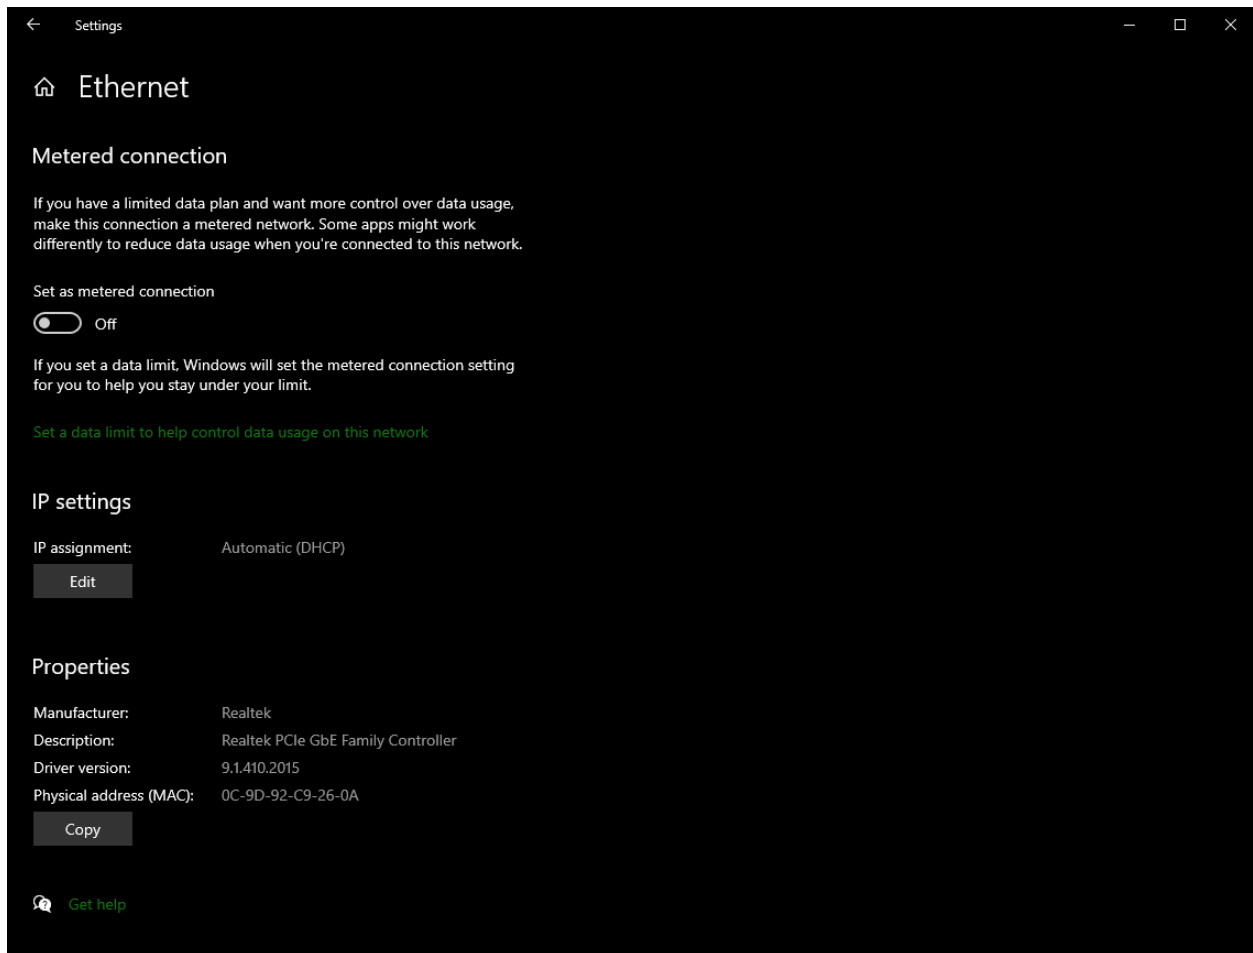 Settings
Ethernet
Metered connection
If you have a limited data plan and want more control over data usage,
make this connection a metered network. Some apps might work
differently to reduce data usage when you're connected to this network.
Set as metered connection
Off
If you set a data limit, Windows will set the metered connection setting
for you to help you stay under your limit.
Set a data limit to help control data usage on this network
IP settings
IP assignment: Automatic (DHCP)
Edit
Properties
Manufacturer: Realtek
Description: Realtek PCIe GbE Family Controller
Driver version: 9.1.410.2015
Physical address (MAC): 0C-9D-92-C9-26-0A
Copy
Get help